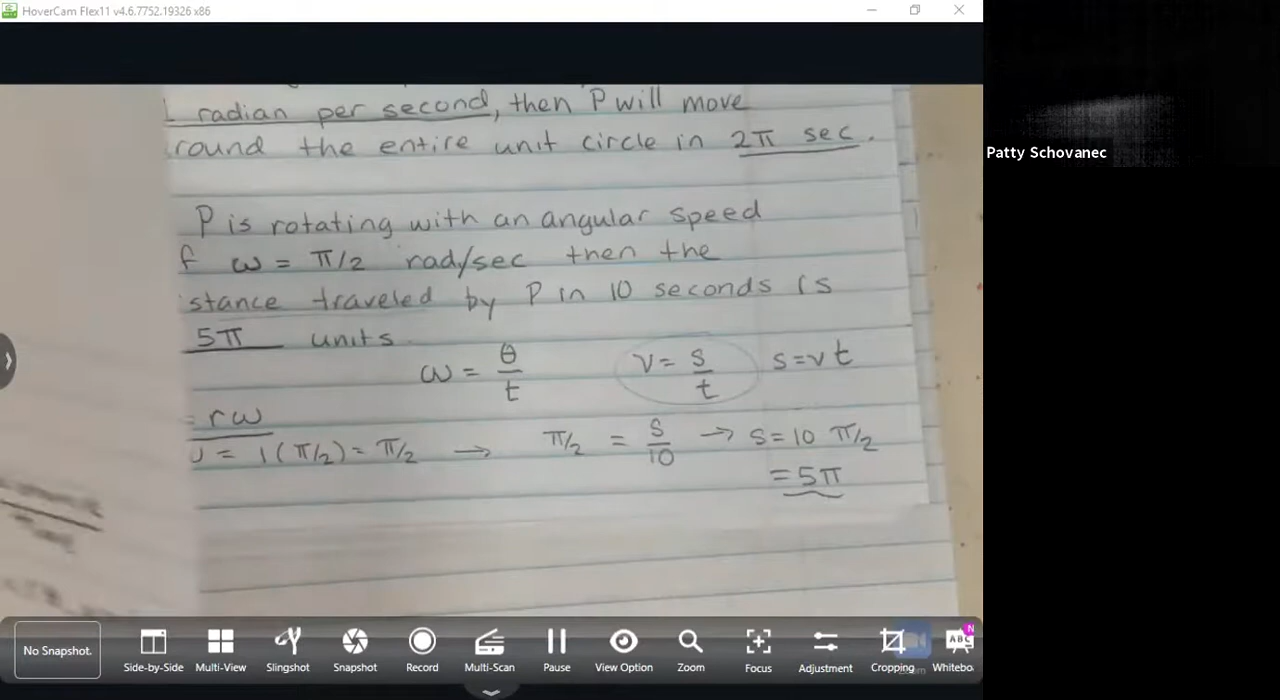 HoverCam Flex11 v4.6.7752.19326 x86
radian per second, then P will move
round the entire unit circle in 2π sec.
Patty Schovanec
P is rotating with an angular speed
f ω = π/2 rad/sec then the
stance traveled by P in 10 seconds is
5π units
ω = θ/t V = s/t s = vt
= rω
= 1(π/2) = π/2 → π/2 = s/10 → s = 10 π/2
= 5π
No Snapshot.
Side-by-Side Multi-View Slingshot Snapshot Record Multi-Scan Pause View Option Zoom Focus Adjustment Cropping Whitebo
ABC
N